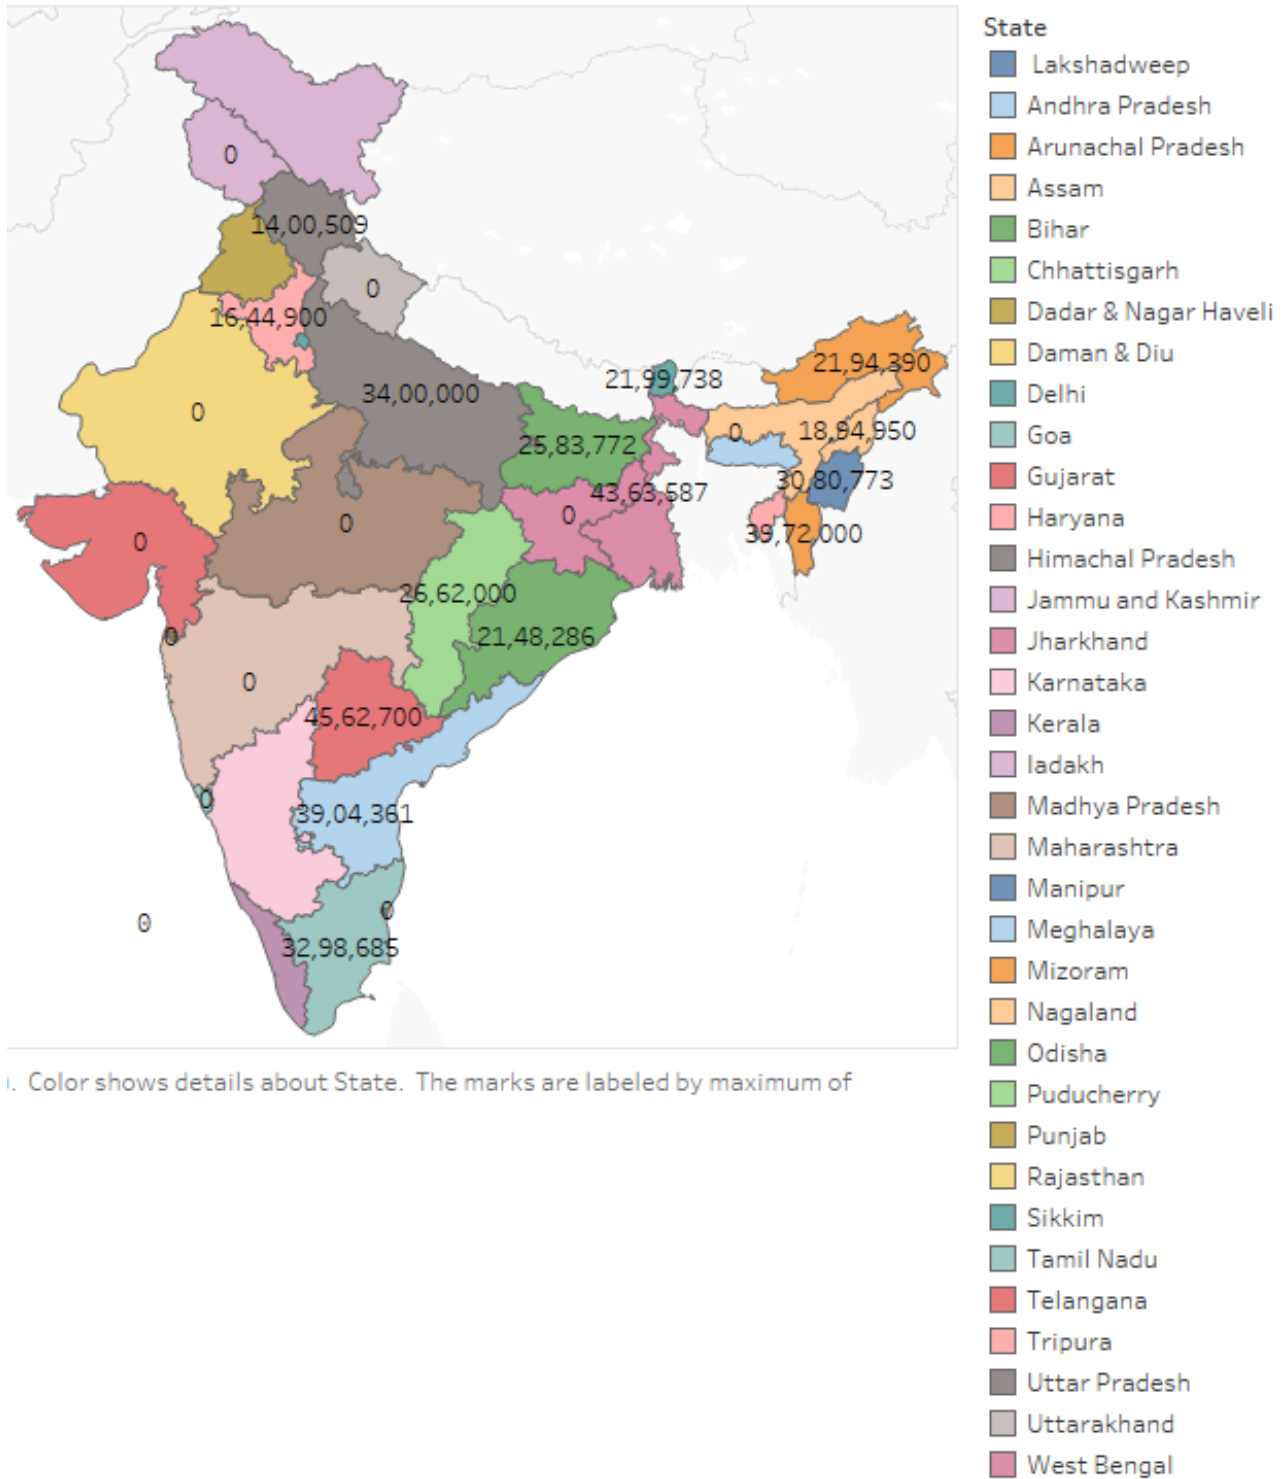 State
Lakshadweep
Andhra Pradesh
Arunachal Pradesh
Assam
Bihar
Chhattisgarh
Dadar & Nagar Haveli
Daman & Diu
Delhi
Goa
Gujarat
Haryana
Himachal Pradesh
Jammu and Kashmir
Jharkhand
Karnataka
Kerala
ladakh
Madhya Pradesh
Maharashtra
Manipur
Meghalaya
Mizoram
Nagaland
Odisha
Puducherry
Punjab
Rajasthan
Sikkim
Tamil Nadu
Telangana
Tripura
Uttar Pradesh
Uttarakhand
West Bengal
0
14,00,509
0
16,44,900
21,94,390
21,99,738
34,00,000
0
18,94,950
0
25,83,772
30,80,773
43,63,587
0
0
39,72,000
0
26,62,000
21,48,286
0
0
45,62,700
0
39,04,361
0
0
32,98,685
. Color shows details about State. The marks are labeled by maximum of